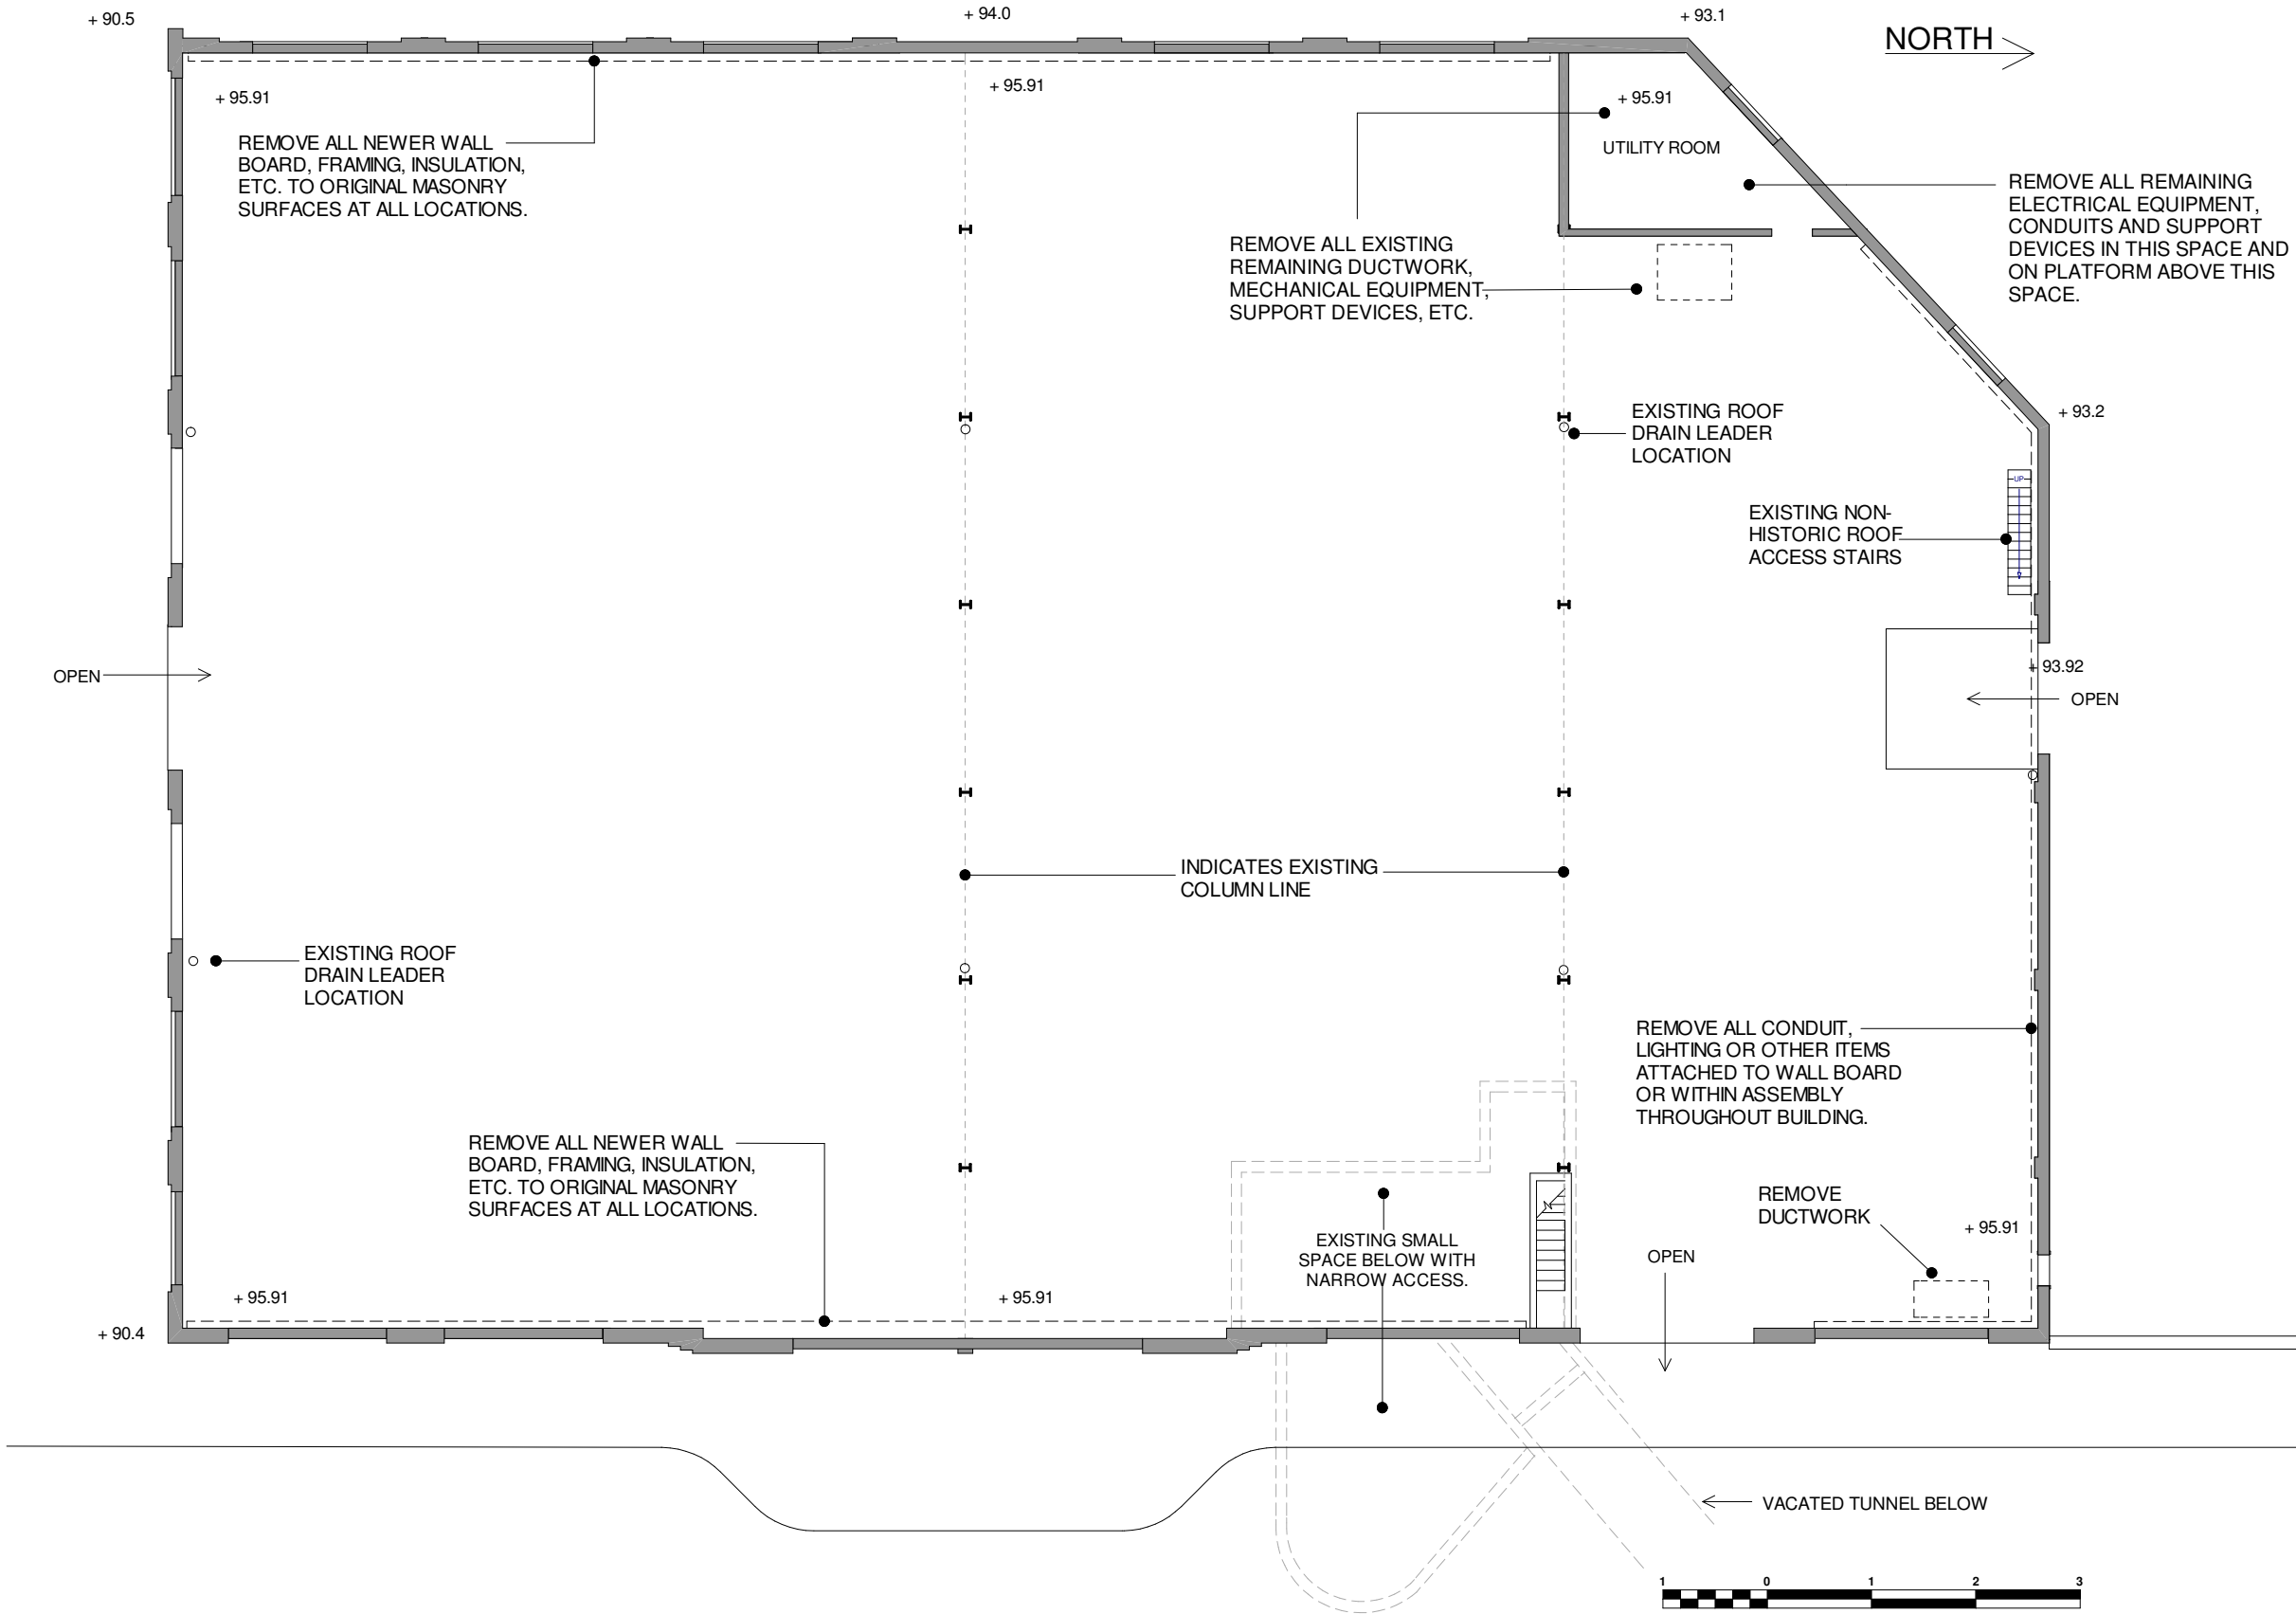 + 90.5
+ 94.0
+ 93.1
NORTH
+ 95.91
+ 95.91
+ 95.91
UTILITY ROOM
REMOVE ALL NEWER WALL
BOARD, FRAMING, INSULATION,
ETC. TO ORIGINAL MASONRY
SURFACES AT ALL LOCATIONS.
REMOVE ALL REMAINING
ELECTRICAL EQUIPMENT,
CONDUITS AND SUPPORT
DEVICES IN THIS SPACE AND
ON PLATFORM ABOVE THIS
SPACE.
REMOVE ALL EXISTING
REMAINING DUCTWORK,
MECHANICAL EQUIPMENT,
SUPPORT DEVICES, ETC.
EXISTING ROOF
DRAIN LEADER
LOCATION
+ 93.2
UP
EXISTING NON-
HISTORIC ROOF
ACCESS STAIRS
OPEN
+ 93.92
OPEN
INDICATES EXISTING
COLUMN LINE
EXISTING ROOF
DRAIN LEADER
LOCATION
REMOVE ALL CONDUIT,
LIGHTING OR OTHER ITEMS
ATTACHED TO WALL BOARD
OR WITHIN ASSEMBLY
THROUGHOUT BUILDING.
REMOVE ALL NEWER WALL
BOARD, FRAMING, INSULATION,
ETC. TO ORIGINAL MASONRY
SURFACES AT ALL LOCATIONS.
REMOVE
DUCTWORK
+ 95.91
EXISTING SMALL
SPACE BELOW WITH
NARROW ACCESS.
OPEN
+ 95.91
+ 95.91
+ 90.4
VACATED TUNNEL BELOW
1 0 1 2 3